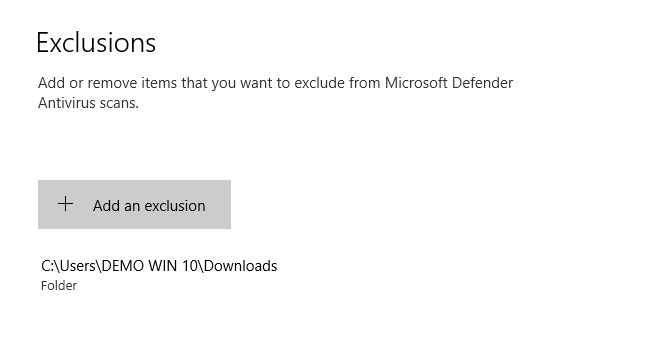 Exclusions
Add or remove items that you want to exclude from Microsoft Defender
Antivirus scans.
Add an exclusion
C:\Users\DEMO WIN 10\Downloads
Folder